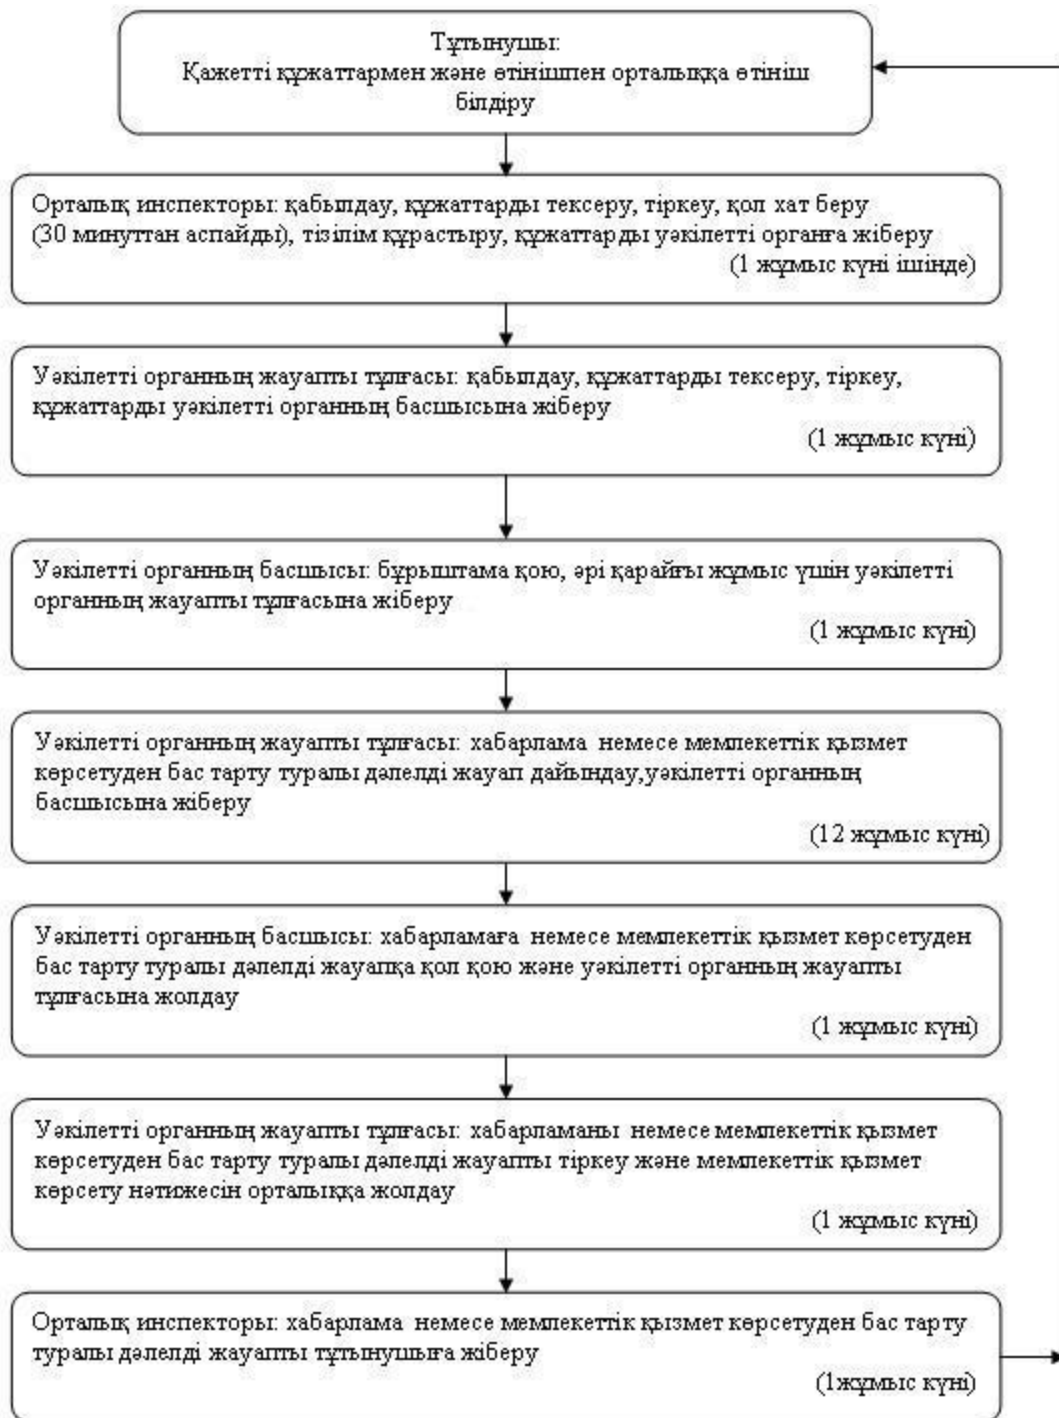 Тұтынушы:
Қажетті құжаттармен және өтінішпен орталыққа өтініш
білдіру
Орталық инспекторы: қабылдау, құжаттарды тексеру, тіркеу, қол хат беру
(30 минуттан аспайды), тізілім құрастыру, құжаттарды уәкілетті органға жіберу
(1 жұмыс күні ішінде)
Уәкілетті органның жауапты тұлғасы: қабылдау, құжаттарды тексеру, тіркеу,
құжаттарды уәкілетті органның басшысына жіберу
(1 жұмыс күні)
Уәкілетті органның басшысы: бұрыштама қою, әрі қарайғы жұмыс үшін уәкілетті
органның жауапты тұлғасына жіберу
(1 жұмыс күні)
Уәкілетті органның жауапты тұлғасы: хабарлама немесе мемлекеттік қызмет
көрсетуден бас тарту туралы дәлелді жауап дайындау,уәкілетті органның
басшысына жіберу
(12 жұмыс күні)
Уәкілетті органның басшысы: хабарламаға немесе мемлекеттік қызмет көрсетуден
бас тарту туралы дәлелді жауапқа қол қою және уәкілетті органның жауапты
тұлғасына жолдау
(1 жұмыс күні)
Уәкілетті органның жауапты тұлғасы: хабарламаны немесе мемлекеттік қызмет
көрсетуден бас тарту туралы дәлелді жауапты тіркеу және мемлекеттік қызмет
көрсету нәтижесін орталыққа жолдау
(1 жұмыс күні)
Орталық инспекторы: хабарлама немесе мемлекеттік қызмет көрсетуден бас тарту
туралы дәлелді жауапты тұтынушыға жіберу
(1жұмыс күні)